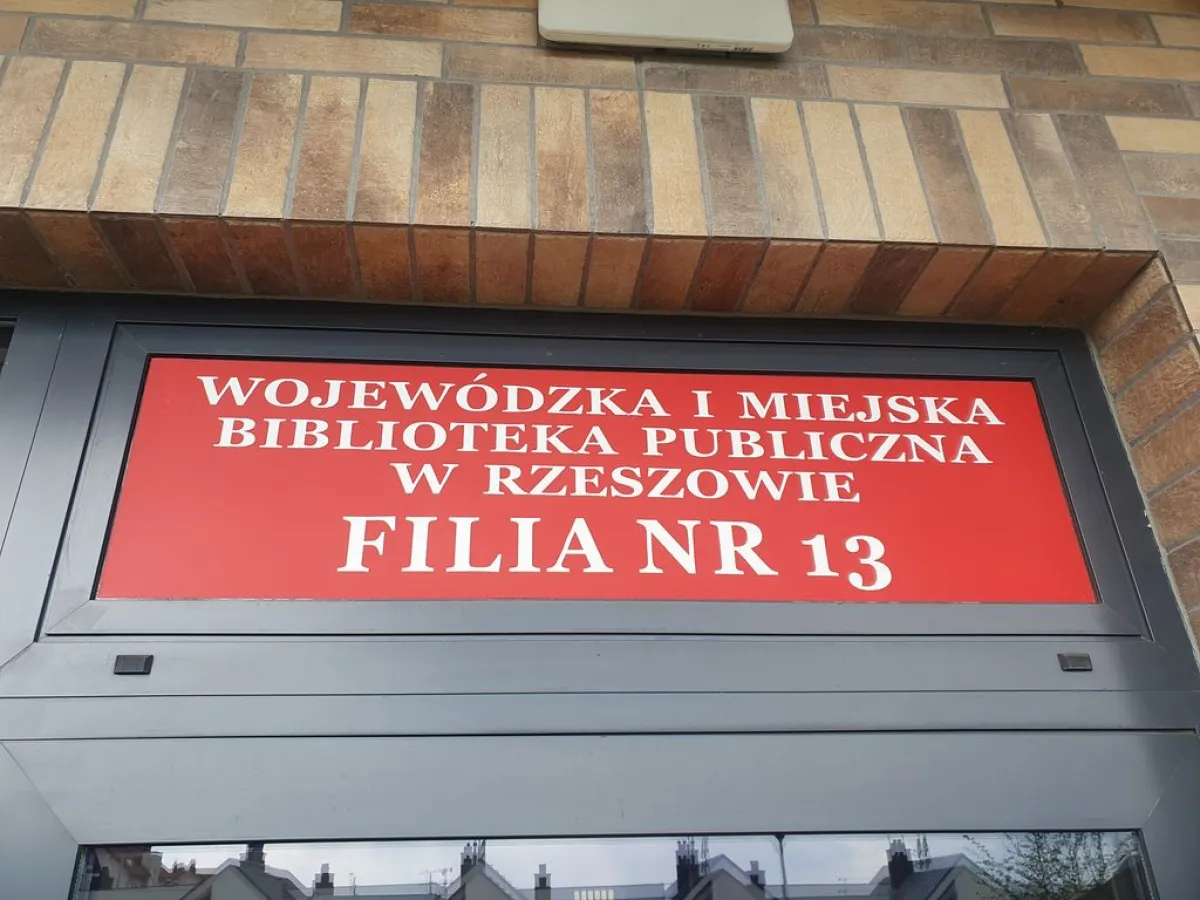 WOJEWÓDZKA I MIEJSKA
BIBLIOTEKA PUBLICZNA
W RZESZOWIE
FILIA NR 13